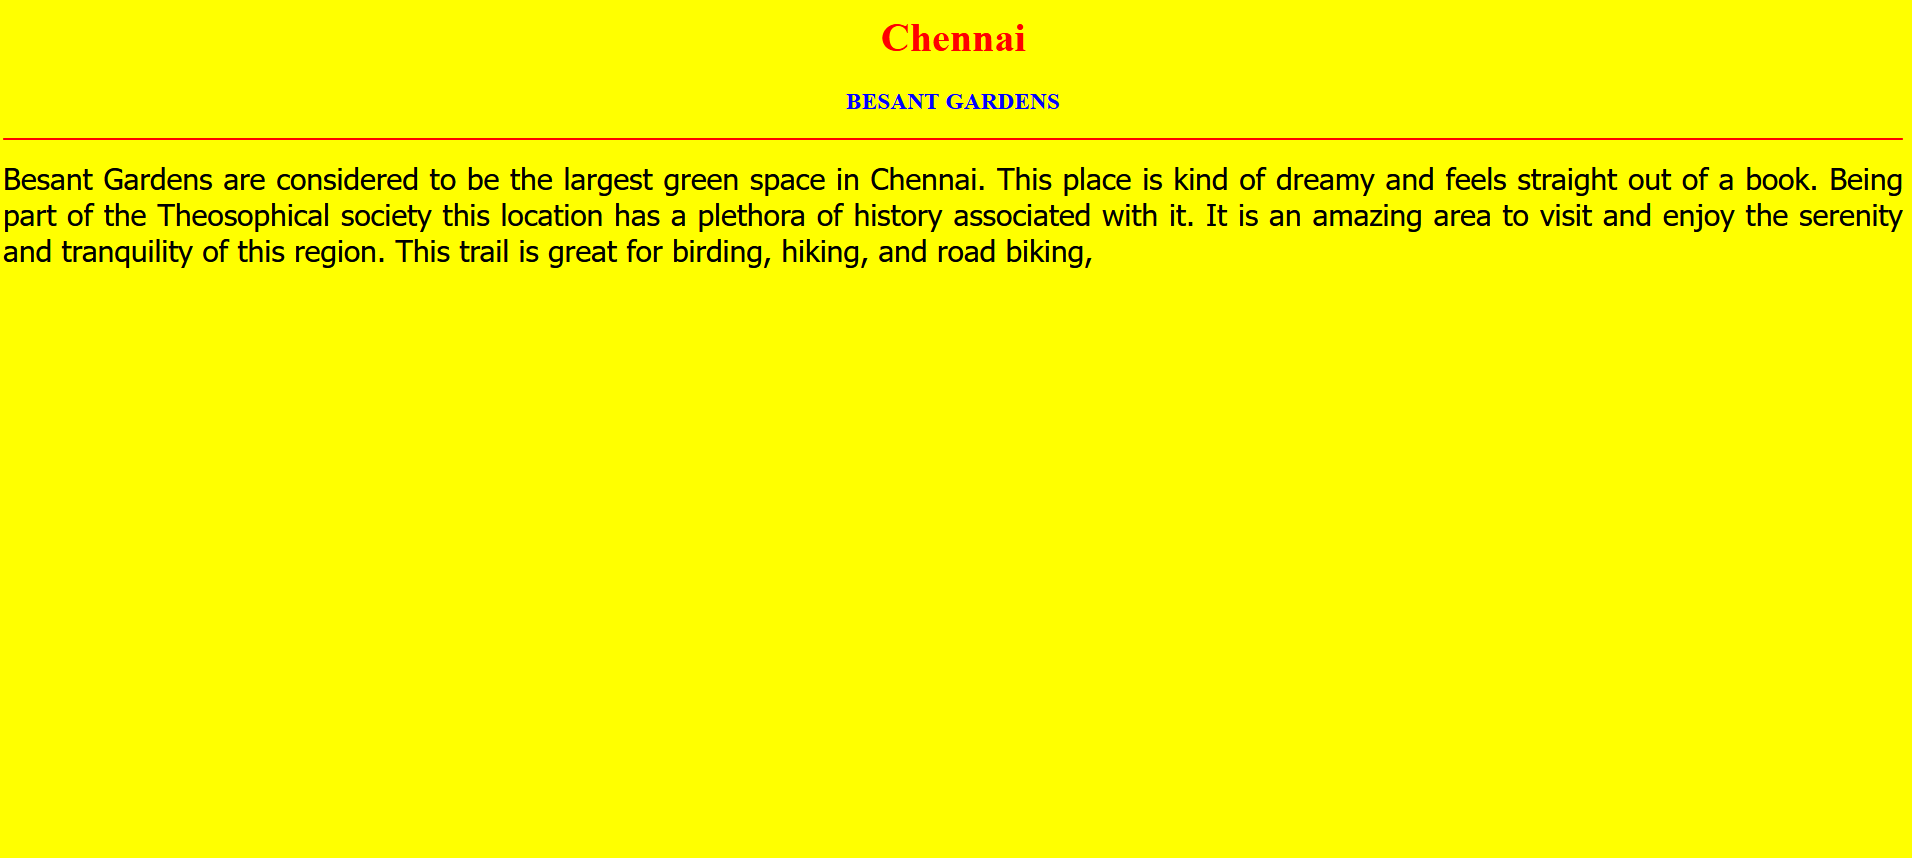 Chennai
BESANT GARDENS
Besant Gardens are considered to be the largest green space in Chennai. This place is kind of dreamy and feels straight out of a book. Being
part of the Theosophical society this location has a plethora of history associated with it. It is an amazing area to visit and enjoy the serenity
and tranquility of this region. This trail is great for birding, hiking, and road biking,